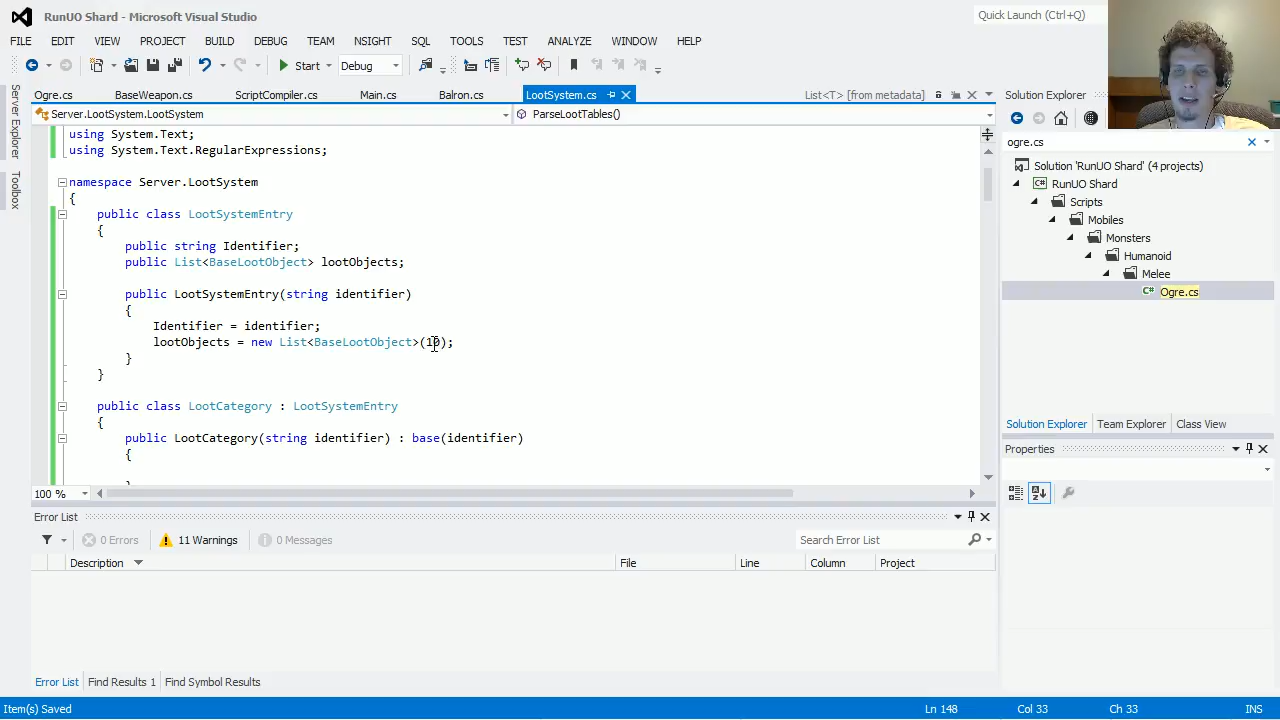 RunUO Shard - Microsoft Visual Studio
Quick Launch (Ctrl+Q)
FILE EDIT VIEW PROJECT BUILD DEBUG TEAM NSIGHT SQL TOOLS TEST ANALYZE WINDOW HELP
Start Debug
Server Explorer
Toolbox
Ogre.cs BaseWeapon.cs ScriptCompiler.cs Main.cs Balron.cs LootSystem.cs List<T> [from metadata]
Server.LootSystem.LootSystem ParseLootTables()
using System.Text;
using System.Text.RegularExpressions;
namespace Server.LootSystem
{
public class LootSystemEntry
{
public string Identifier;
public List<BaseLootObject> lootObjects;
public LootSystemEntry(string identifier)
{
Identifier = identifier;
lootObjects = new List<BaseLootObject>(10);
}
}
public class LootCategory : LootSystemEntry
{
public LootCategory(string identifier) : base(identifier)
{
}
100 %
Solution Explorer
ogre.cs
Solution 'RunUO Shard' (4 projects)
RunUO Shard
Scripts
Mobiles
Monsters
Humanoid
Melee
Ogre.cs
Solution Explorer Team Explorer Class View
Properties
Error List
0 Errors 11 Warnings 0 Messages
Search Error List
Description File Line Column Project
Error List Find Results 1 Find Symbol Results
Item(s) Saved Ln 148 Col 33 Ch 33 INS